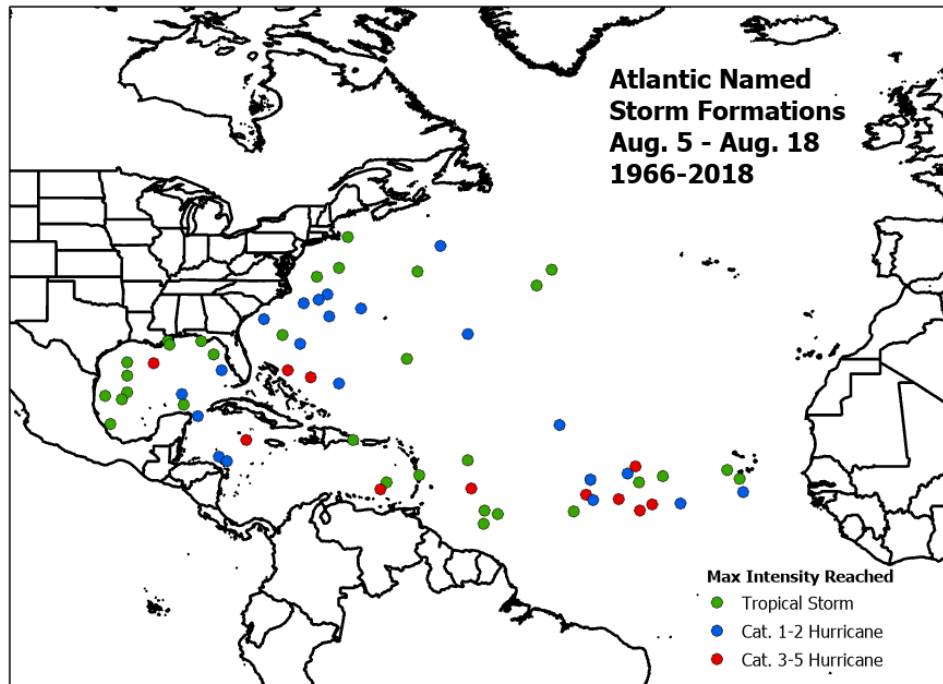 Atlantic Named
Storm Formations
Aug. 5 - Aug. 18
1966-2018
Max Intensity Reached
Tropical Storm
Cat. 1-2 Hurricane
Cat. 3-5 Hurricane